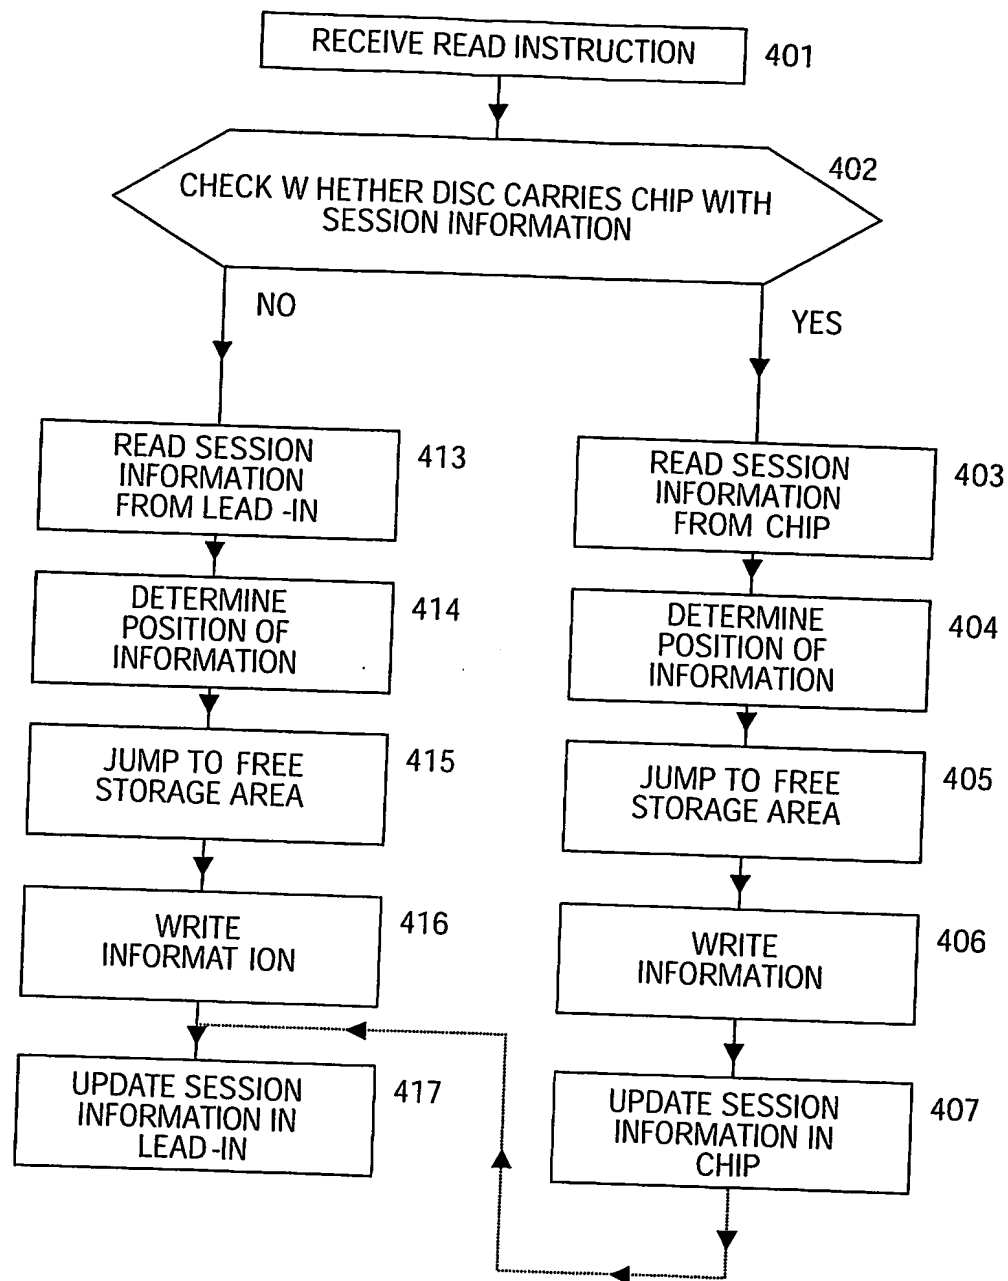 RECEIVE READ INSTRUCTION
401
402
CHECK W HETHER DISC CARRIES CHIP WITH
SESSION INFORMATION
NO
YES
READ SESSION
INFORMATION
FROM LEAD -IN
413
READ SESSION
INFORMATION
FROM CHIP
403
DETERMINE
POSITION OF
INFORMATION
414
DETERMINE
POSITION OF
INFORMATION
404
JUMP TO FREE
STORAGE AREA
415
JUMP TO FREE
STORAGE AREA
405
WRITE
INFORMAT ION
416
WRITE
INFORMATION
406
UPDATE SESSION
INFORMATION IN
LEAD -IN
417
UPDATE SESSION
INFORMATION IN
CHIP
407